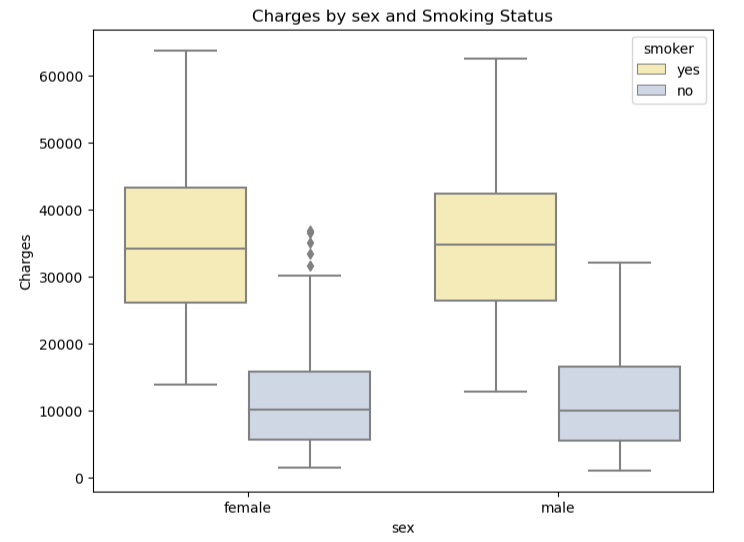 Charges by sex and Smoking Status
smoker
yes
no
Charges
60000
50000
40000
30000
20000
10000
0
female
male
sex